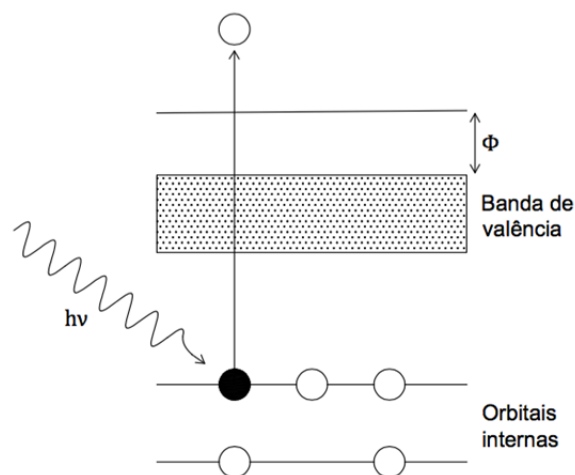 Φ
Banda de
valência
hν
Orbitais
internas